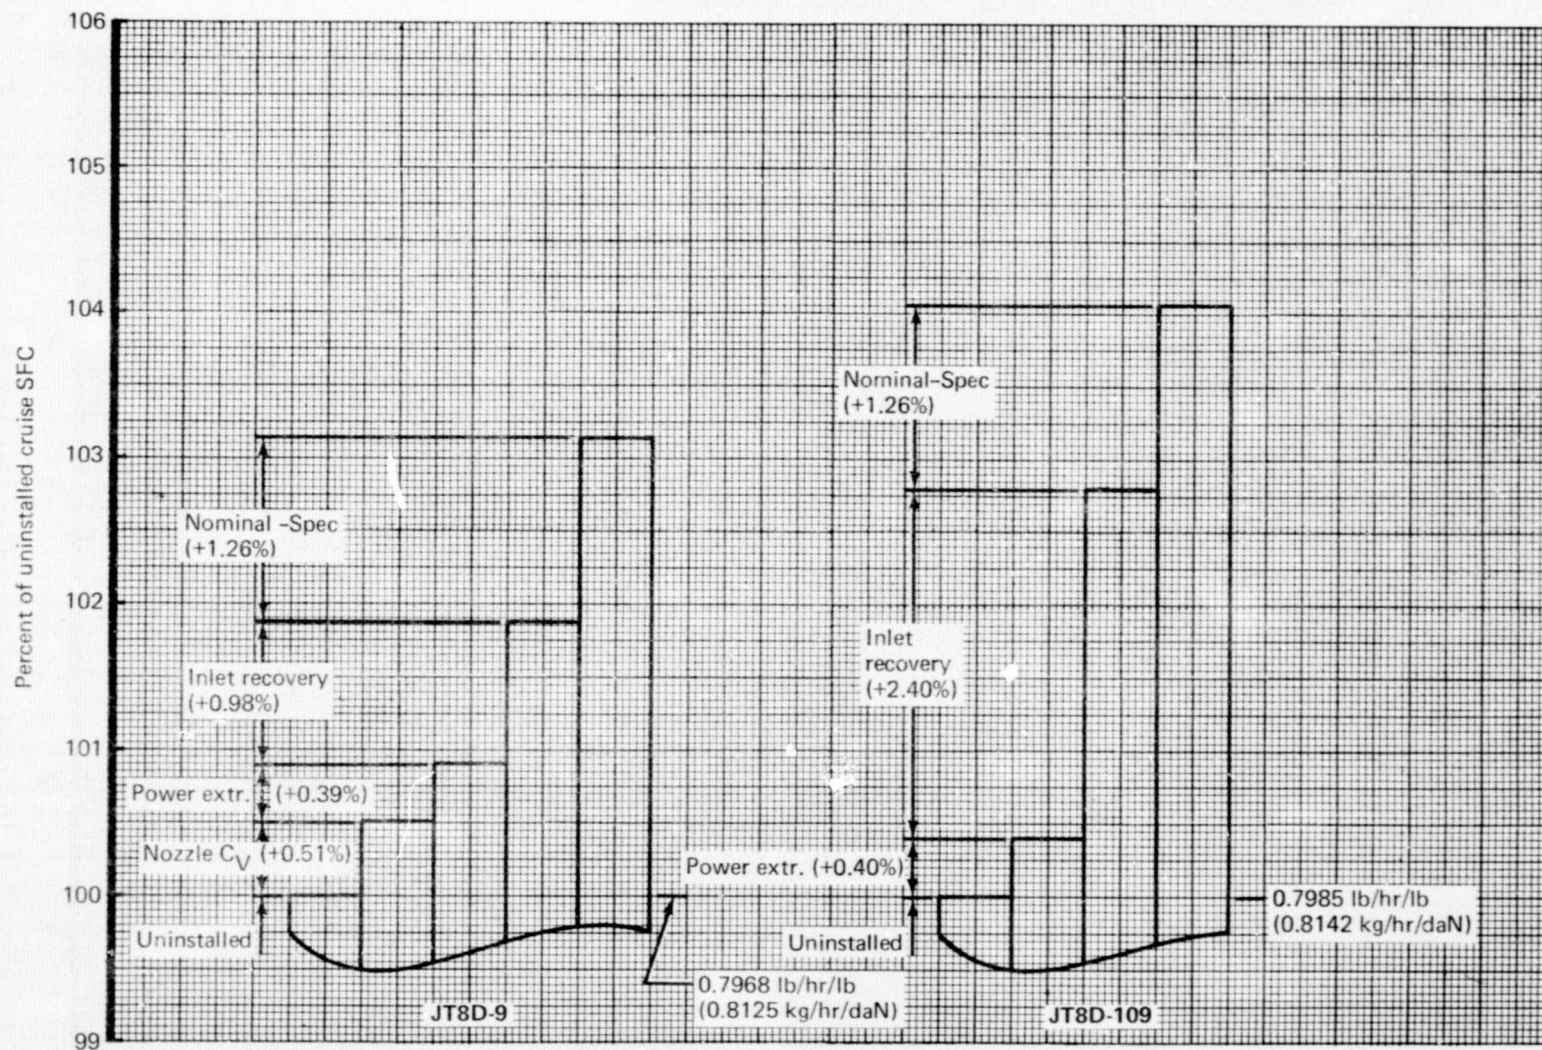 106
105
104
103
102
101
100
99
Percent of uninstalled cruise SFC
Nominal -Spec
(+1.26%)
Inlet recovery
(+0.98%)
Power extr. (+0.39%)
Nozzle CV (+0.51%)
Uninstalled
JT8D-9
0.7968 lb/hr/lb
(0.8125 kg/hr/daN)
Nominal–Spec
(+1.26%)
Inlet
recovery
(+2.40%)
Power extr. (+0.40%)
Uninstalled
JT8D-109
0.7985 lb/hr/lb
(0.8142 kg/hr/daN)